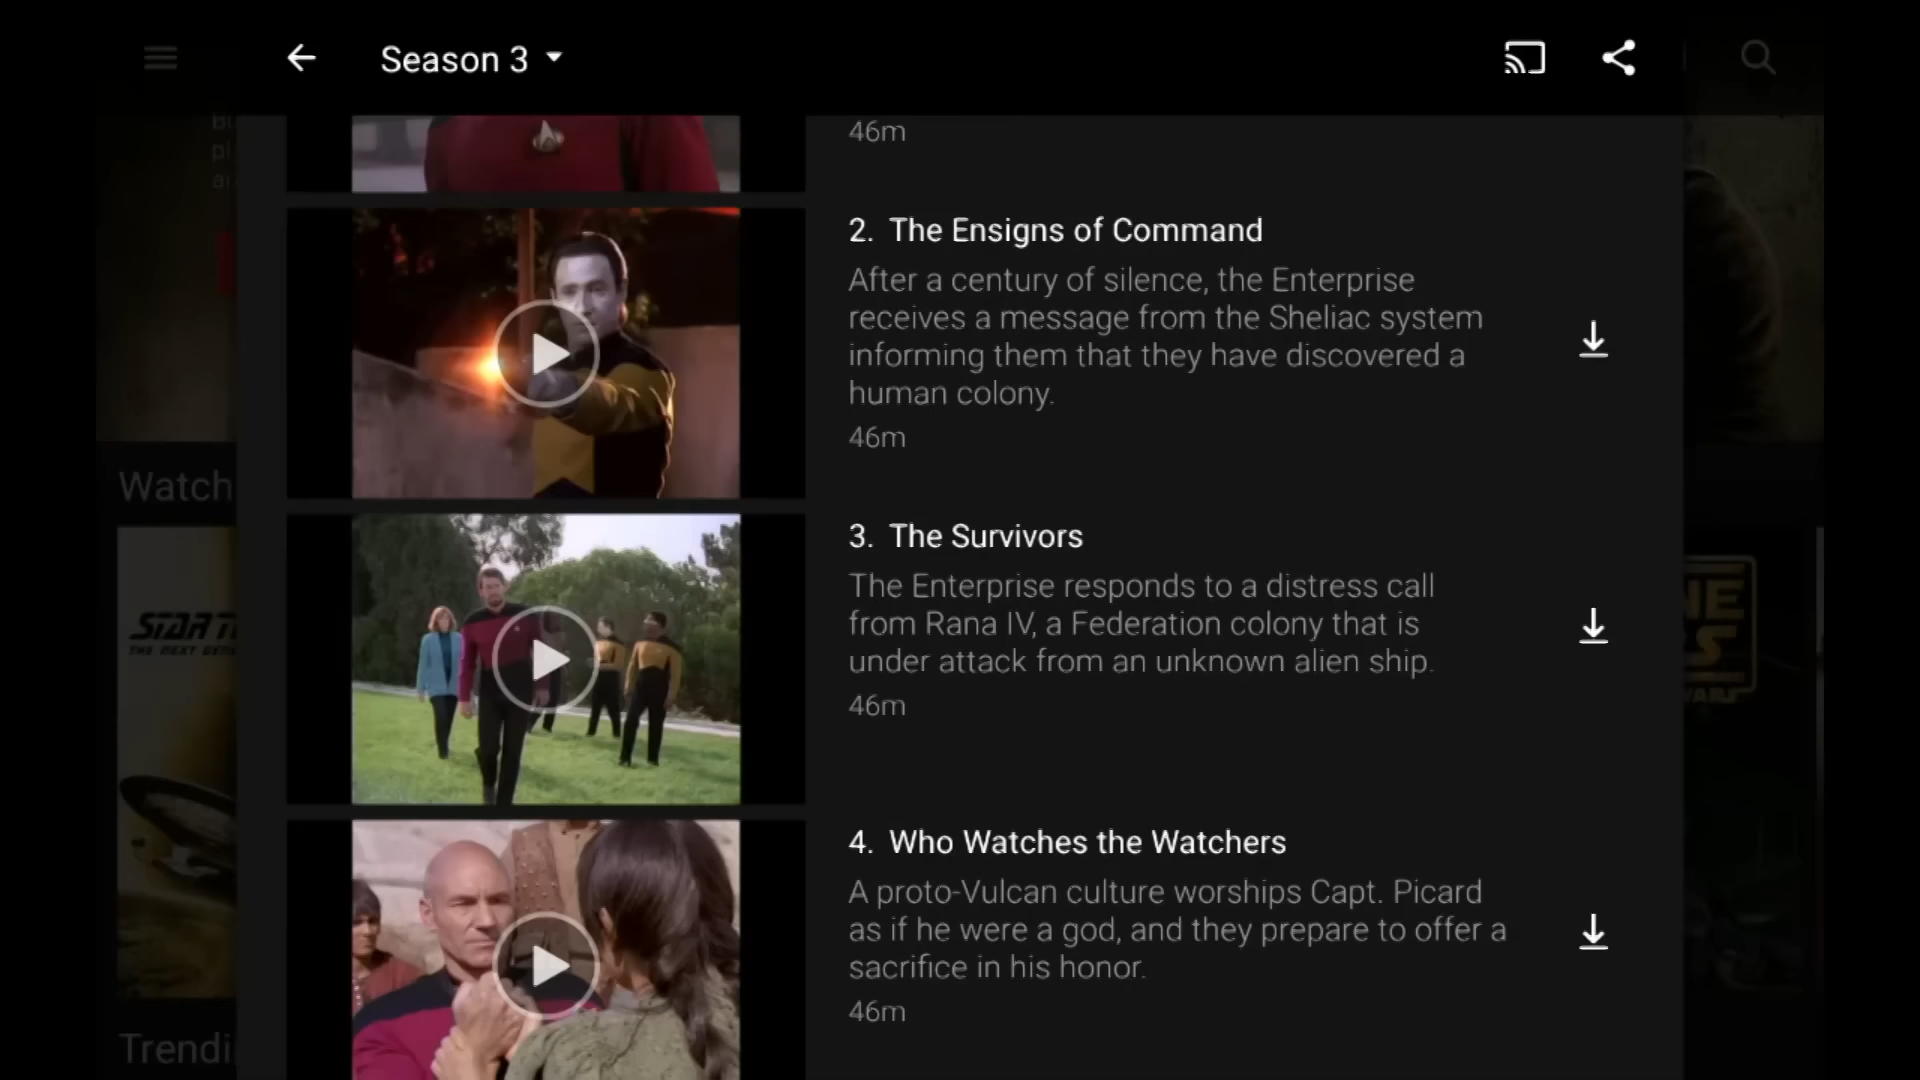 Season 3
46m
2. The Ensigns of Command
After a century of silence, the Enterprise
receives a message from the Sheliac system
informing them that they have discovered a
human colony.
46m
Watch
3. The Survivors
The Enterprise responds to a distress call
from Rana IV, a Federation colony that is
under attack from an unknown alien ship.
46m
STAR T
THE NEXT GENE
4. Who Watches the Watchers
A proto-Vulcan culture worships Capt. Picard
as if he were a god, and they prepare to offer a
sacrifice in his honor.
46m
Trendi